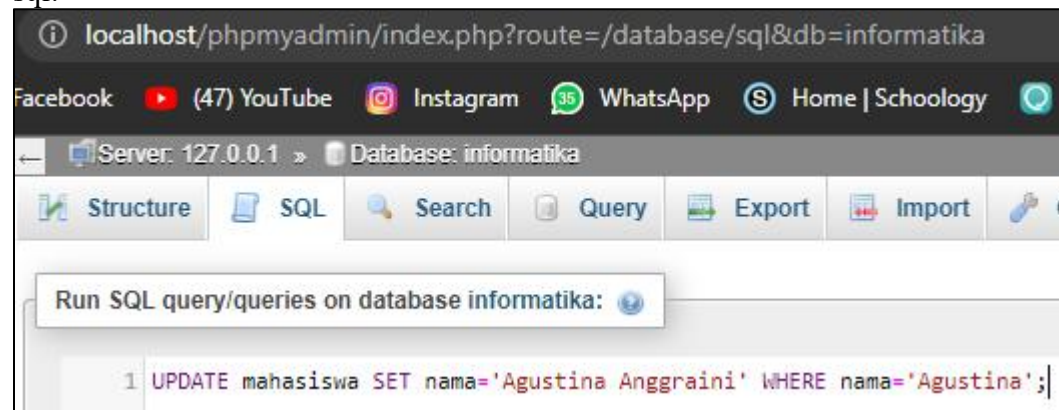 localhost/phpmyadmin/index.php?route=/database/sql&db=informatika
Facebook (47) YouTube Instagram 35 WhatsApp S Home | Schoology
← Server: 127.0.0.1 » Database: informatika
Structure SQL Search Query Export Import
Run SQL query/queries on database informatika:
1 UPDATE mahasiswa SET nama='Agustina Anggraini' WHERE nama='Agustina';